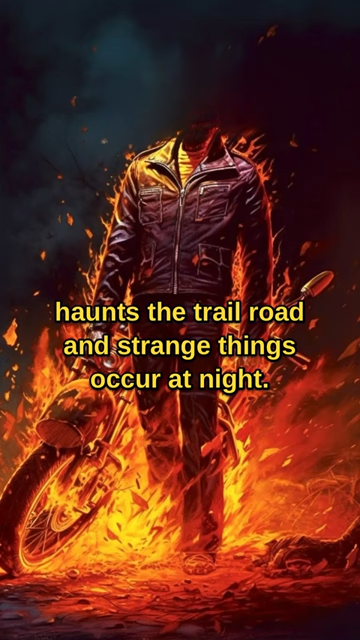 haunts the trail road
and strange things
occur at night.